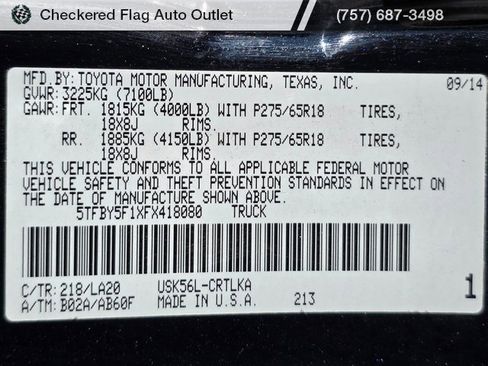 Checkered Flag Auto Outlet (757) 687-3498
MFD.BY: TOYOTA MOTOR MANUFACTURING, TEXAS, INC. 09/14
GVWR: 3225KG (7100LB)
GAWR: FRT. 1815KG (4000LB) WITH P275/65R18 TIRES,
18X8J RIMS.
RR. 1885KG (4150LB) WITH P275/65R18 TIRES,
18X8J RIMS.
THIS VEHICLE CONFORMS TO ALL APPLICABLE FEDERAL MOTOR
VEHICLE SAFETY AND THEFT PREVENTION STANDARDS IN EFFECT ON
THE DATE OF MANUFACTURE SHOWN ABOVE.
5TFBY5F1XFX418080 TRUCK
C/TR: 218/LA20 USK56L-CRTLKA 1
A/TM: B02A/AB60F MADE IN U.S.A. 213